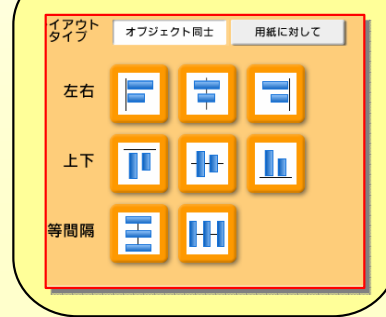 イアウト
タイプ
オブジェクト同士
用紙に対して
左右
上下
等間隔